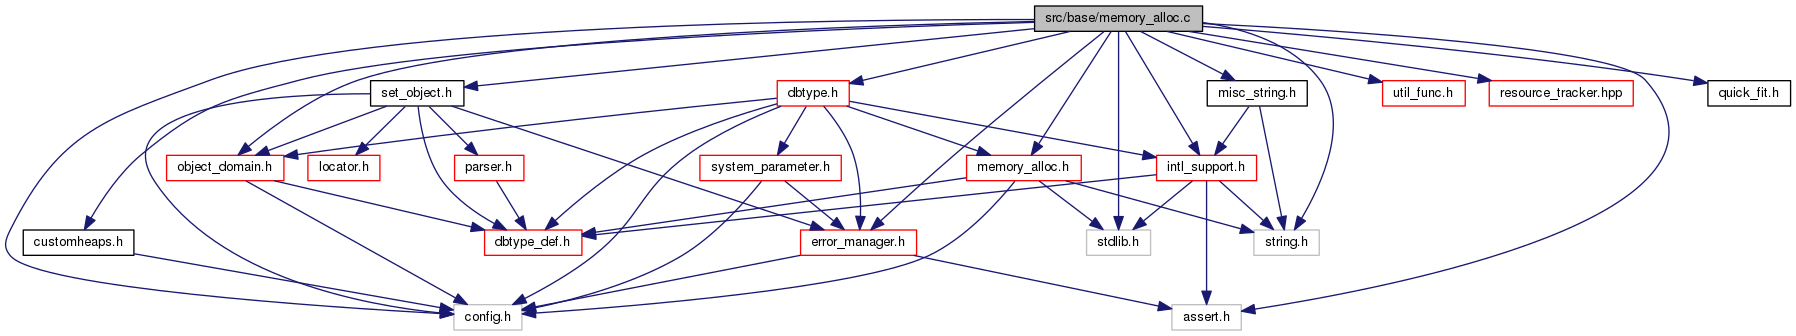 src/base/memory_alloc.c
set_object.h
dbtype.h
misc_string.h
util_func.h
resource_tracker.hpp
quick_fit.h
object_domain.h
locator.h
parser.h
system_parameter.h
memory_alloc.h
intl_support.h
customheaps.h
dbtype_def.h
error_manager.h
stdlib.h
string.h
config.h
assert.h